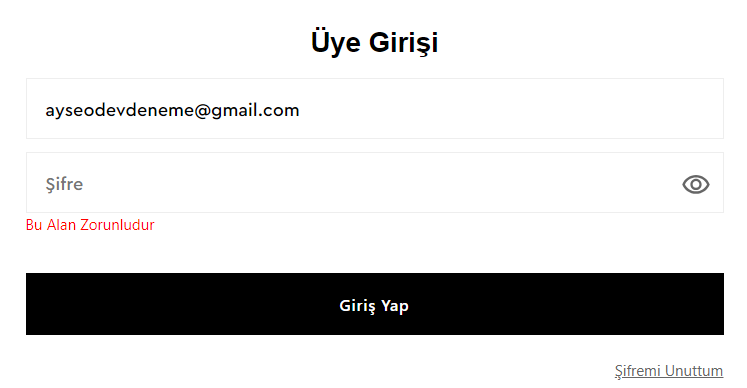 Üye Girişi
ayseodevdeneme@gmail.com
Şifre
Bu Alan Zorunludur
Giriş Yap
Şifremi Unuttum